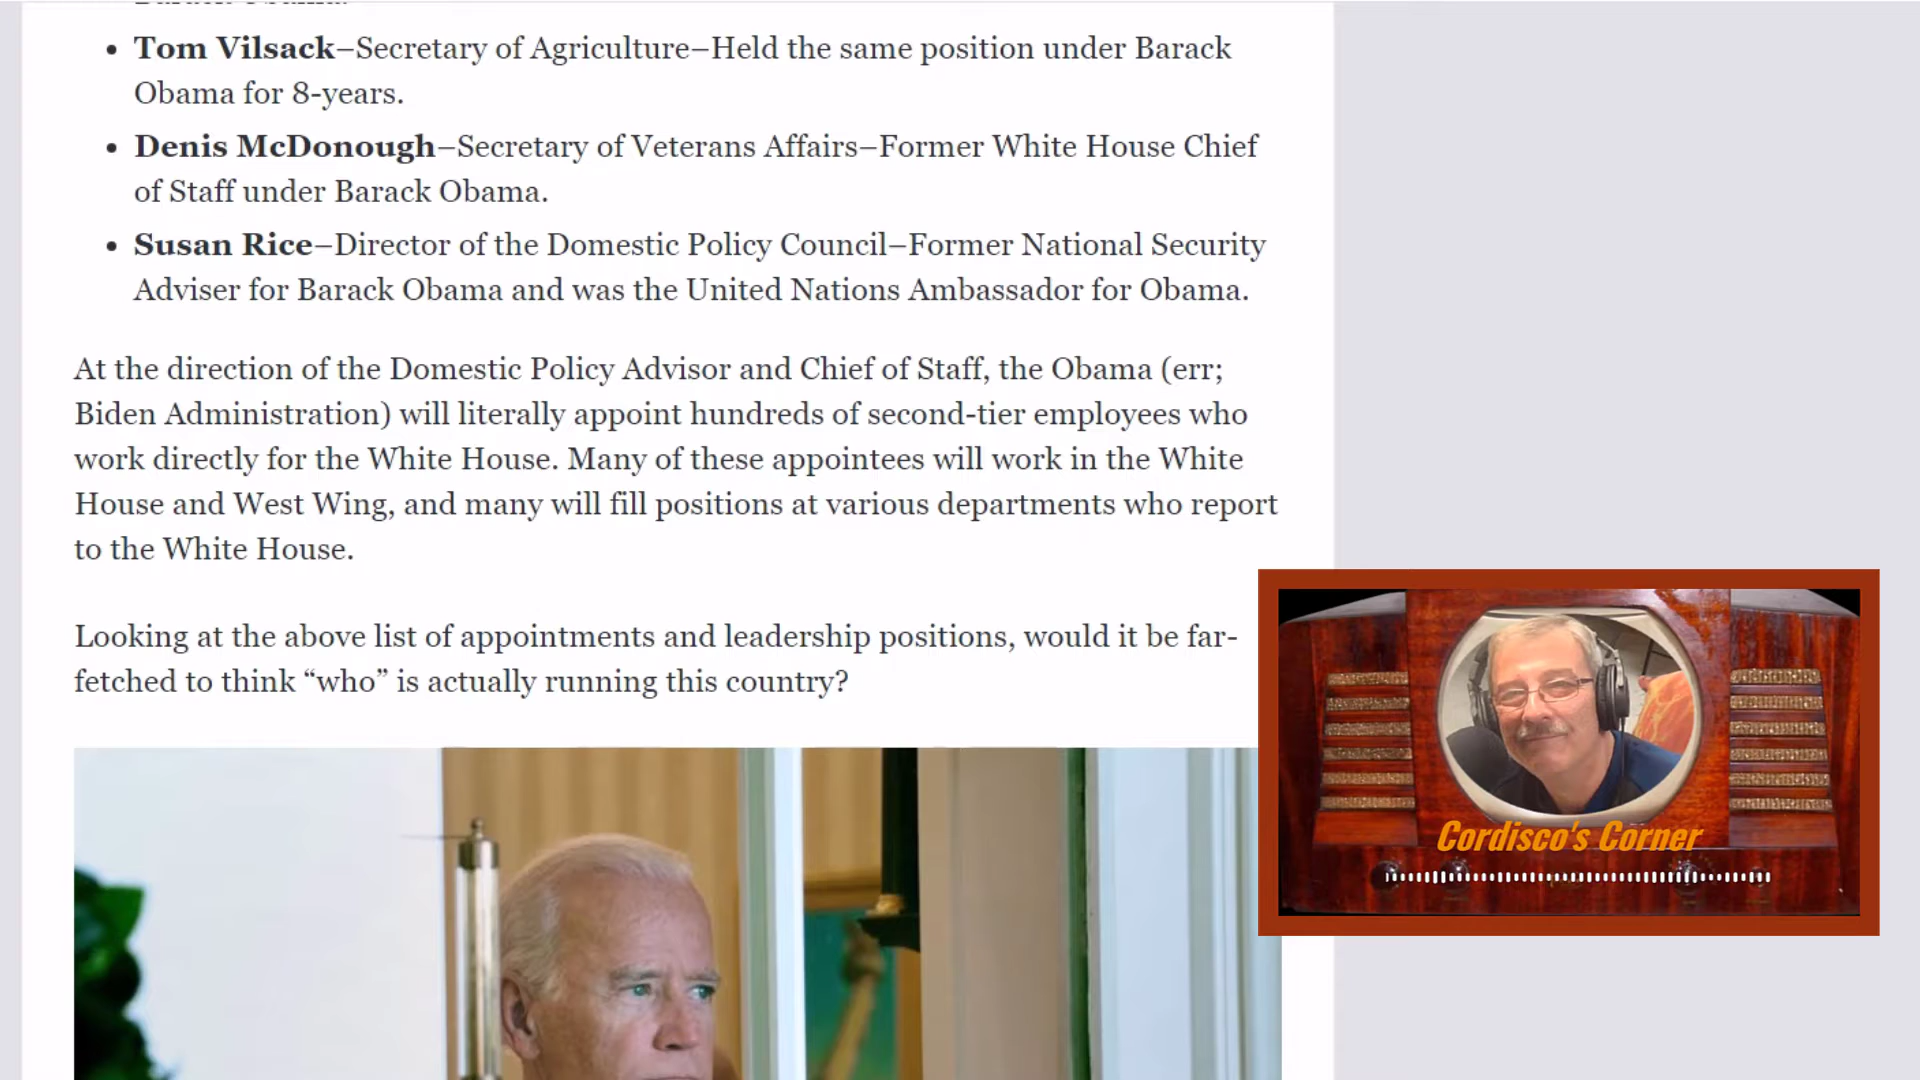 Tom Vilsack–Secretary of Agriculture–Held the same position under Barack
Obama for 8-years.
Denis McDonough–Secretary of Veterans Affairs–Former White House Chief
of Staff under Barack Obama.
Susan Rice–Director of the Domestic Policy Council–Former National Security
Adviser for Barack Obama and was the United Nations Ambassador for Obama.
At the direction of the Domestic Policy Advisor and Chief of Staff, the Obama (err;
Biden Administration) will literally appoint hundreds of second-tier employees who
work directly for the White House. Many of these appointees will work in the White
House and West Wing, and many will fill positions at various departments who report
to the White House.
Looking at the above list of appointments and leadership positions, would it be far-
fetched to think “who” is actually running this country?
Cordisco's Corner